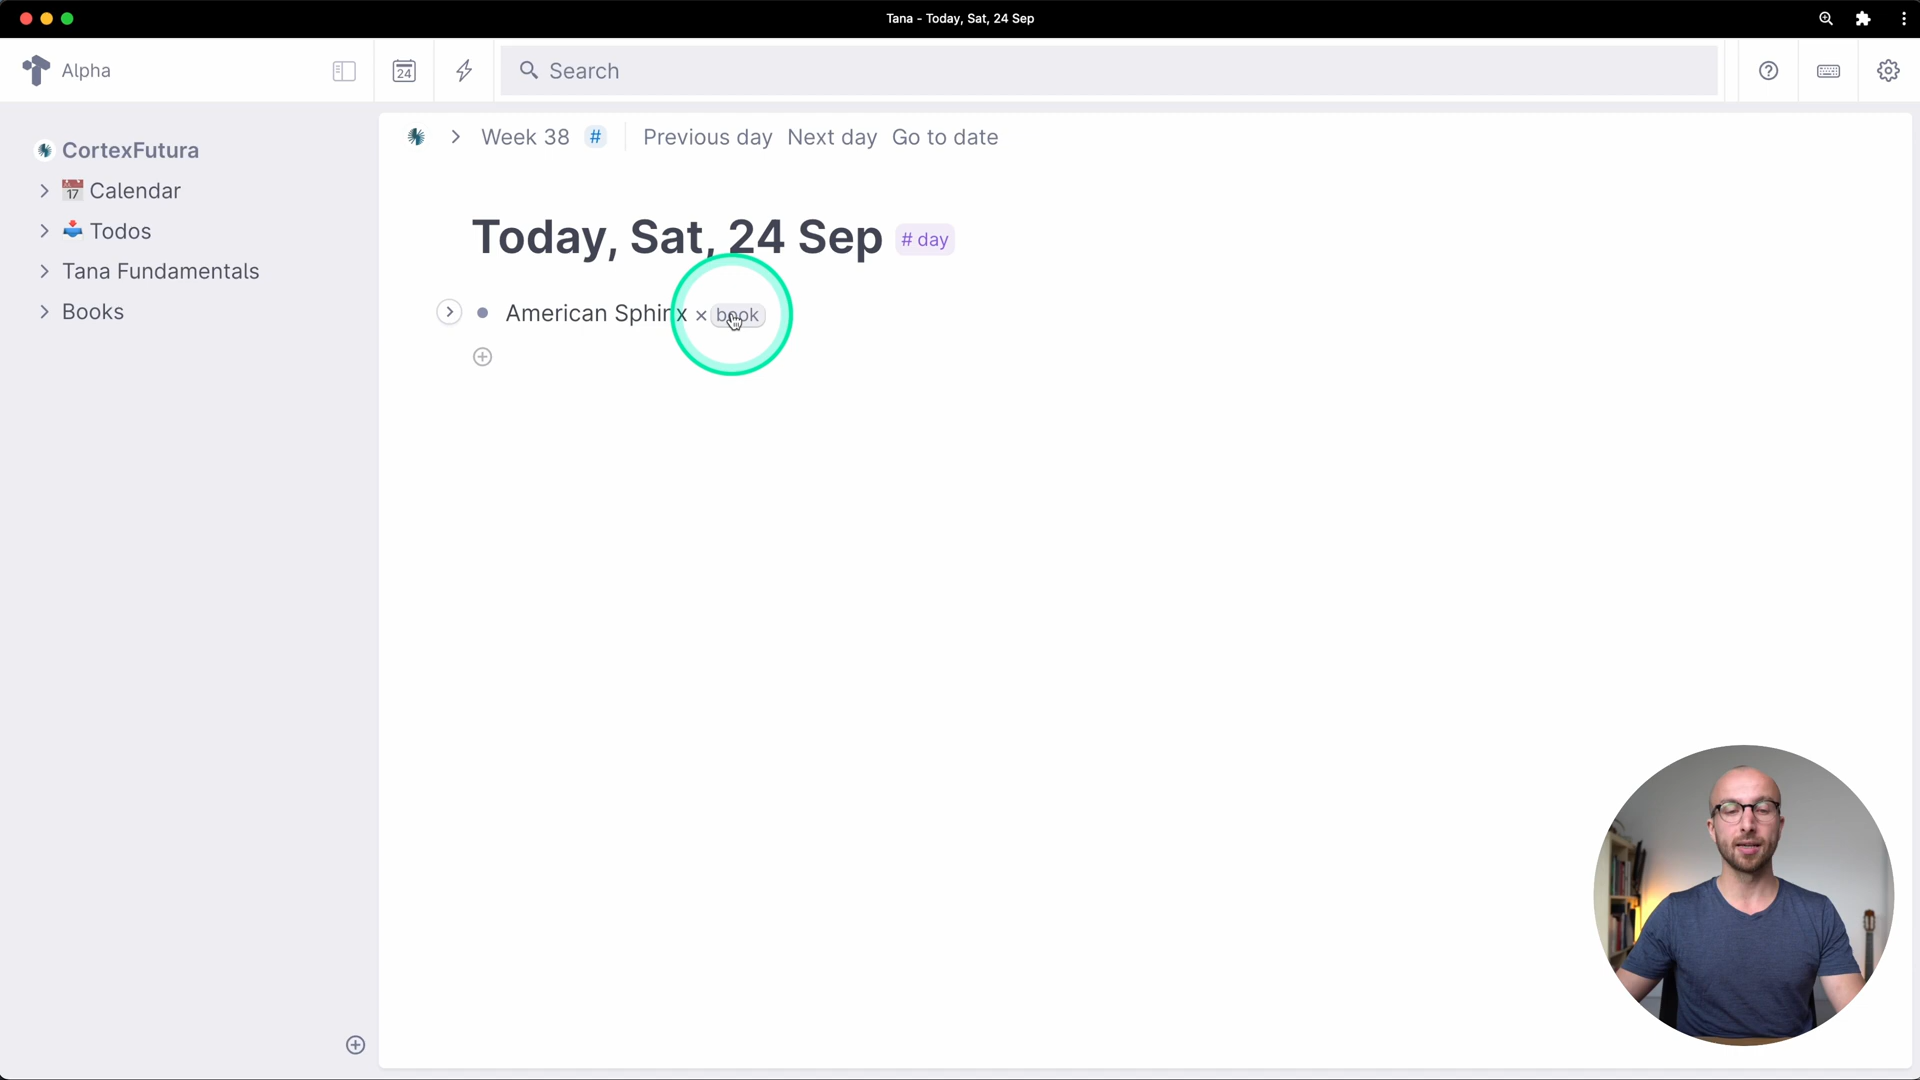 Tana - Today, Sat, 24 Sep
Alpha
24
Search
CortexFutura
17 Calendar
Todos
Tana Fundamentals
Books
Week 38 #
Previous day Next day Go to date
Today, Sat, 24 Sep # day
American Sphinx × book